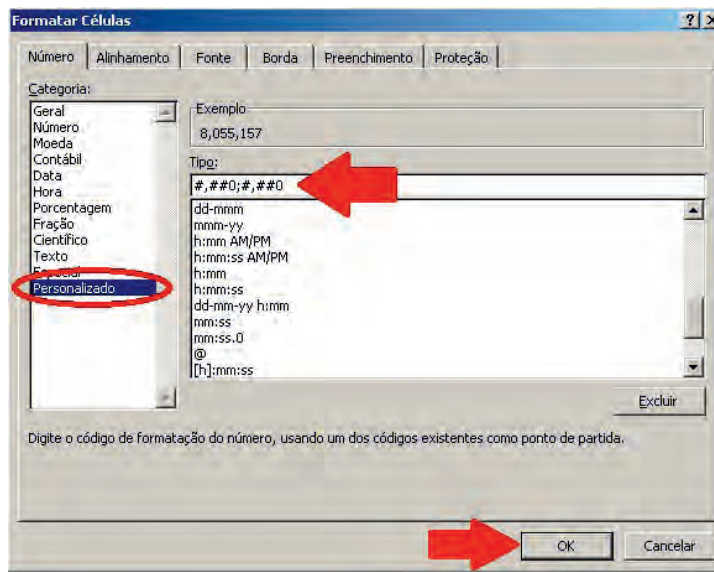 Formatar Células
Número Alinhamento Fonte Borda Preenchimento Proteção
Categoria:
Geral
Número
Moeda
Contábil
Data
Hora
Porcentagem
Fração
Científico
Texto
Especial
Personalizado
Exemplo
8,055,157
Tipo:
#,##0;#,##0
dd-mmm
mmm-yy
h:mm AM/PM
h:mm:ss AM/PM
h:mm
h:mm:ss
dd-mm-yy h:mm
mm:ss
mm:ss.0
@
[h]:mm:ss
Excluir
Digite o código de formatação do número, usando um dos códigos existentes como ponto de partida.
OK Cancelar